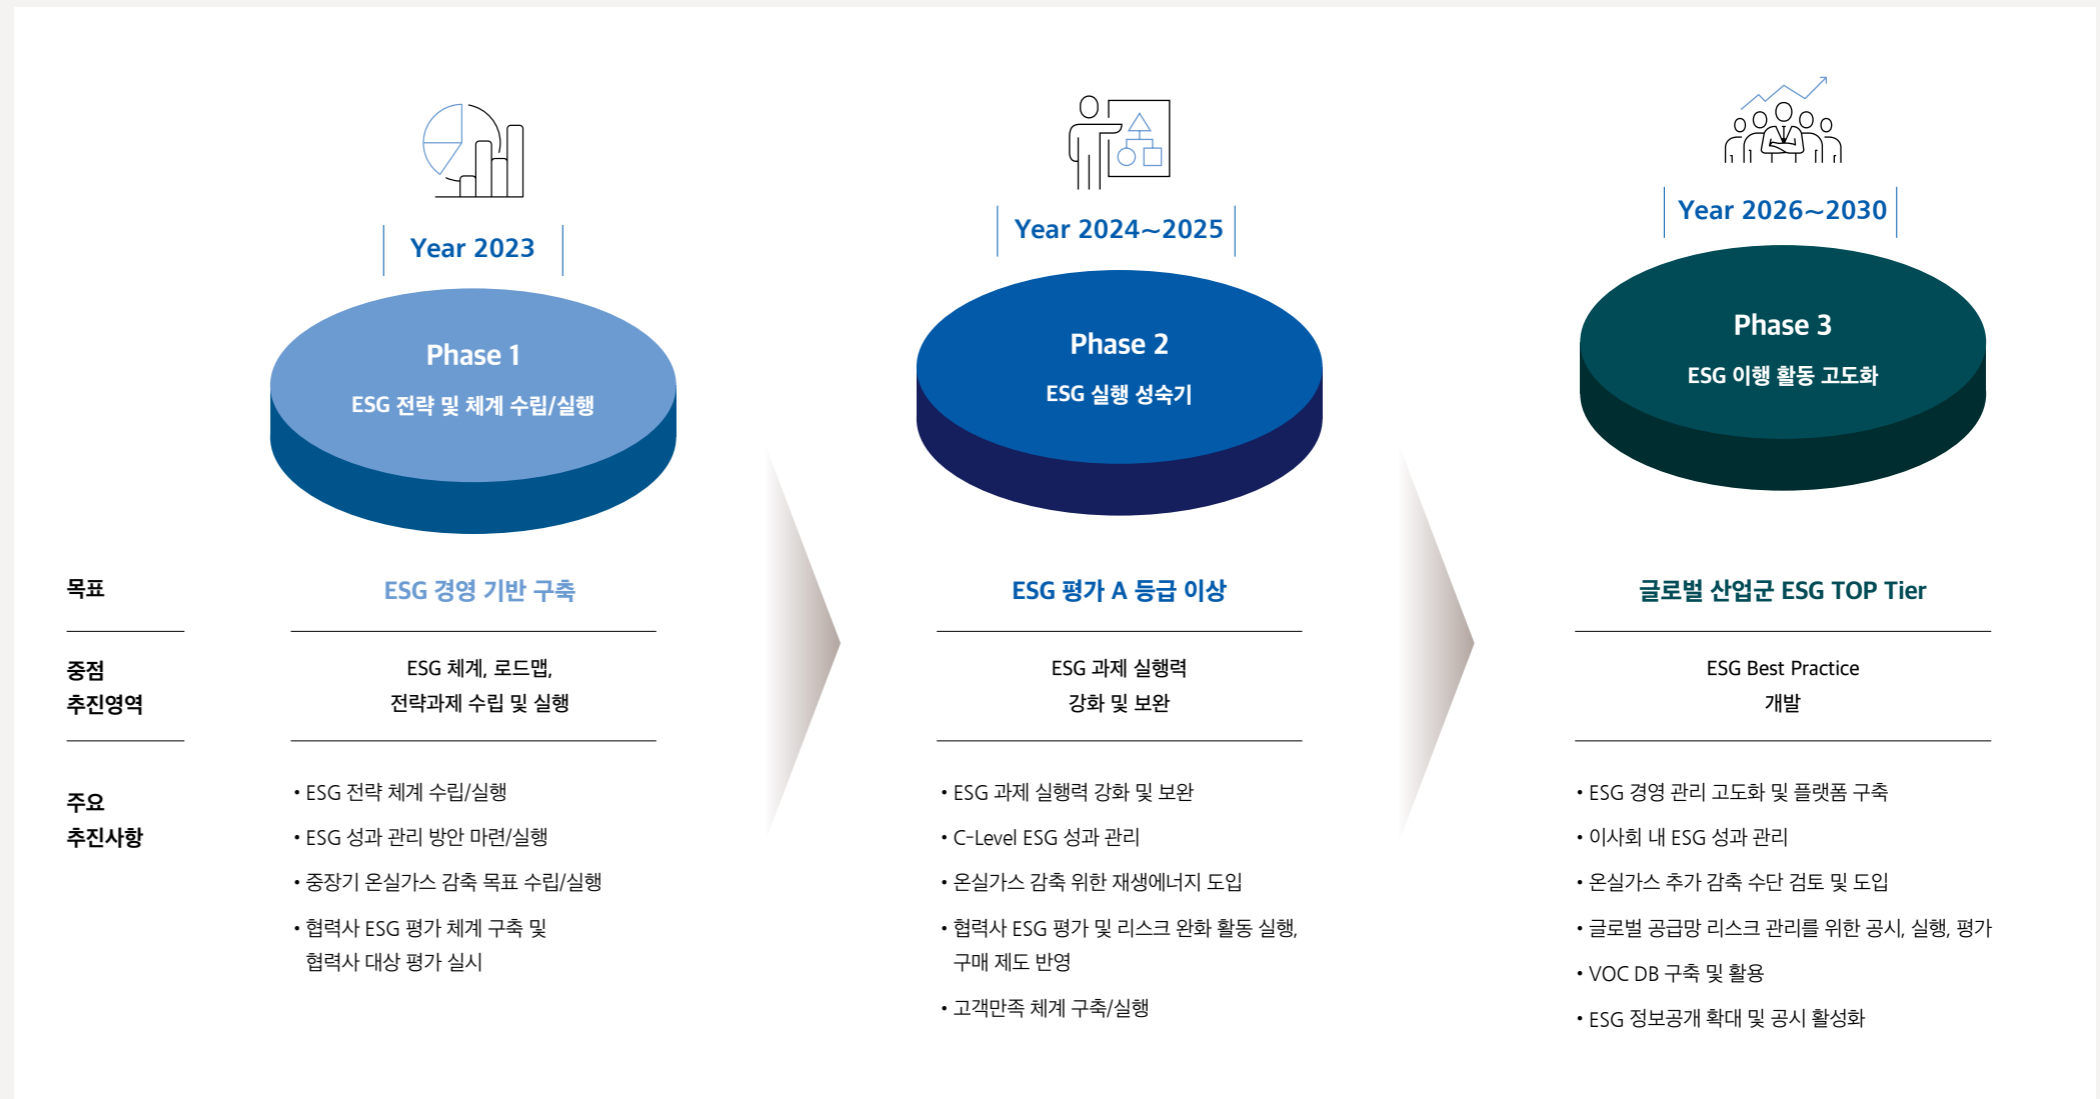 Year 2023
Year 2024~2025
Year 2026~2030
Phase 1
ESG 전략 및 체계 수립/실행
Phase 2
ESG 실행 성숙기
Phase 3
ESG 이행 활동 고도화
목표
ESG 경영 기반 구축
ESG 평가 A 등급 이상
글로벌 산업군 ESG TOP Tier
중점
추진영역
ESG 체계, 로드맵,
전략과제 수립 및 실행
ESG 과제 실행력
강화 및 보완
ESG Best Practice
개발
주요
추진사항
• ESG 전략 체계 수립/실행
• ESG 성과 관리 방안 마련/실행
• 중장기 온실가스 감축 목표 수립/실행
• 협력사 ESG 평가 체계 구축 및
협력사 대상 평가 실시
• ESG 과제 실행력 강화 및 보완
• C-Level ESG 성과 관리
• 온실가스 감축 위한 재생에너지 도입
• 협력사 ESG 평가 및 리스크 완화 활동 실행,
구매 제도 반영
• 고객만족 체계 구축/실행
• ESG 경영 관리 고도화 및 플랫폼 구축
• 이사회 내 ESG 성과 관리
• 온실가스 추가 감축 수단 검토 및 도입
• 글로벌 공급망 리스크 관리를 위한 공시, 실행, 평가
• VOC DB 구축 및 활용
• ESG 정보공개 확대 및 공시 활성화